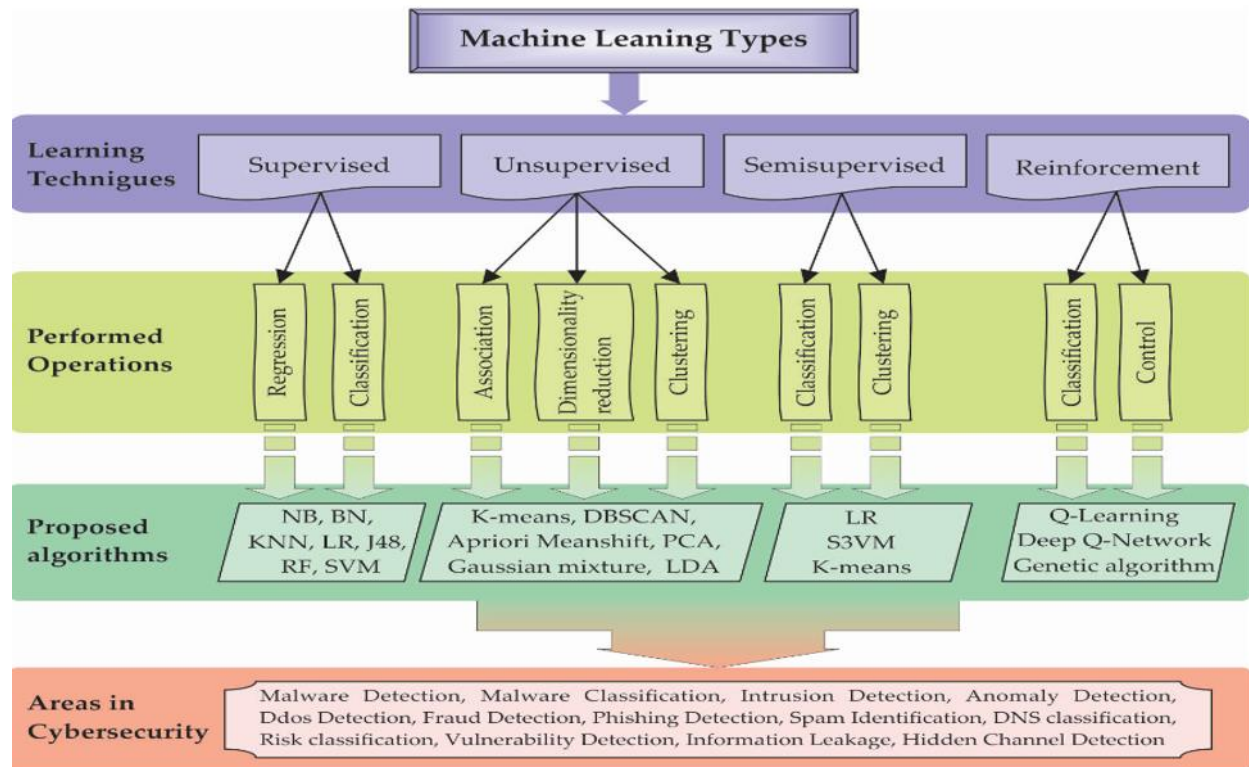 Machine Leaning Types
Learning
Technigues
Supervised
Unsupervised
Semisupervised
Reinforcement
Performed
Operations
Regression
Classification
Association
Dimensionality
reduction
Clustering
Classification
Clustering
Classification
Control
Proposed
algorithms
NB, BN,
KNN, LR, J48,
RF, SVM
K-means, DBSCAN,
Apriori Meanshift, PCA,
Gaussian mixture, LDA
LR
S3VM
K-means
Q-Learning
Deep Q-Network
Genetic algorithm
Areas in
Cybersecurity
Malware Detection, Malware Classification, Intrusion Detection, Anomaly Detection,
Ddos Detection, Fraud Detection, Phishing Detection, Spam Identification, DNS classification,
Risk classification, Vulnerability Detection, Information Leakage, Hidden Channel Detection